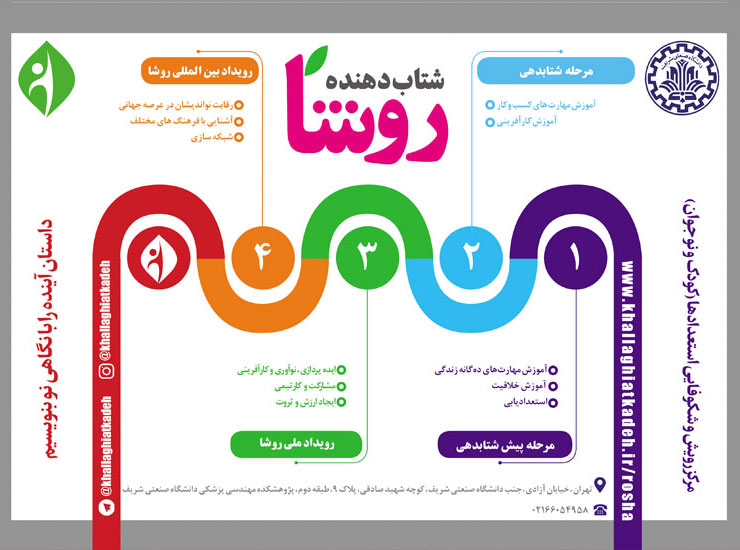 شتاب‌دهنده
روشا
مرحله شتابدهی
آموزش مهارت‌های کسب و کار
آموزش کارآفرینی
رویداد بین المللی روشا
رقابت نواندیشان در عرصه جهانی
آشنایی با فرهنگ های مختلف
شبکه سازی
۱
۲
۳
۴
آموزش مهارت‌های ده‌گانه زندگی
آموزش خلاقیت
استعدادیابی
مرحله پیش شتابدهی
ایده پردازی، نوآوری و کارآفرینی
مشارکت و کار تیمی
ایجاد ارزش و ثروت
رویداد ملی روشا
مرکز رویش و شکوفایی استعدادها (کودک و نوجوان)
www.khallaghiatkadeh.ir/rosha
@khallaghiatkadeh
@khallaghiatkadeh
داستان آینده را با نگاهی نو بنویسیم
تهران، خیابان آزادی، جنب دانشگاه صنعتی شریف، کوچه شهید صادقی، پلاک ۹، طبقه دوم، پژوهشکده مهندسی پزشکی دانشگاه صنعتی شریف
۰۲۱۶۶۰۵۴۹۵۸